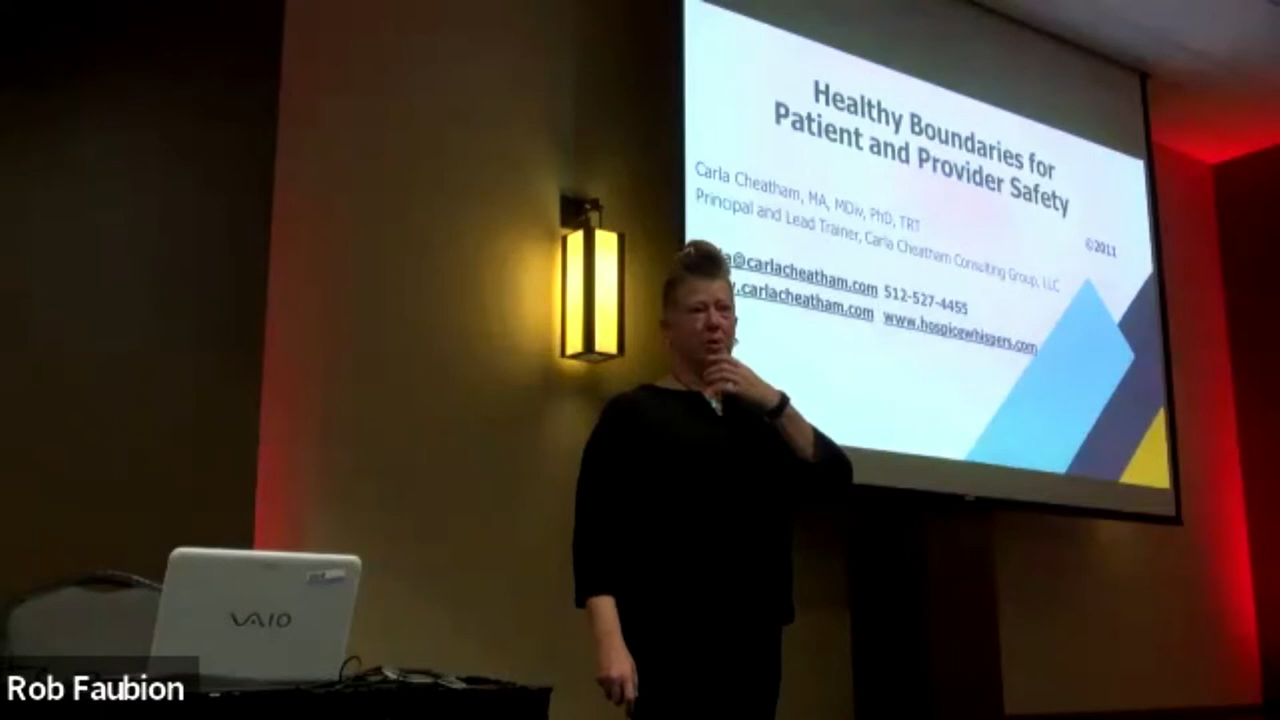 Healthy Boundaries for
Patient and Provider Safety
Carla Cheatham, MA, MDiv, PhD, TRT
Principal and Lead Trainer, Carla Cheatham Consulting Group, LLC
©2011
@carlacheatham.com 512-527-4455
.carlacheatham.com www.hospicewhispers.com
VAIO
Rob Faubion